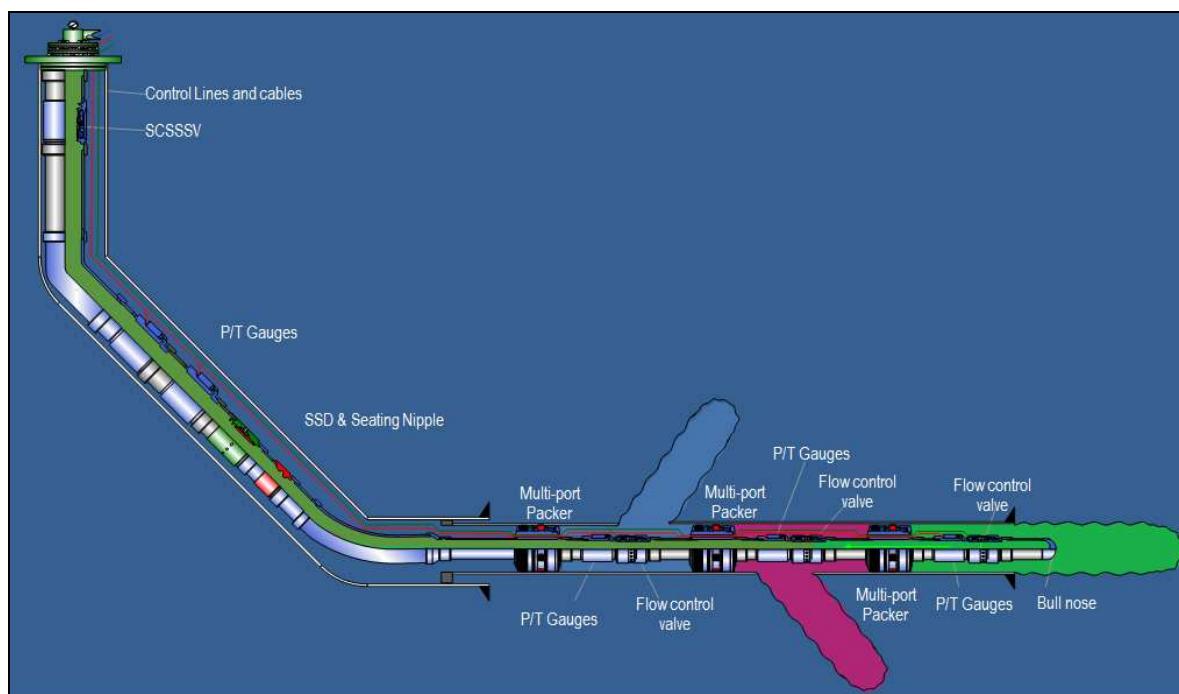 Control Lines and cables
SCSSSV
P/T Gauges
SSD & Seating Nipple
P/T Gauges
Multi-port
Packer
Multi-port
Packer
Flow control
valve
Flow control
valve
P/T Gauges
Flow control
valve
Multi-port
Packer
P/T Gauges
Bull nose